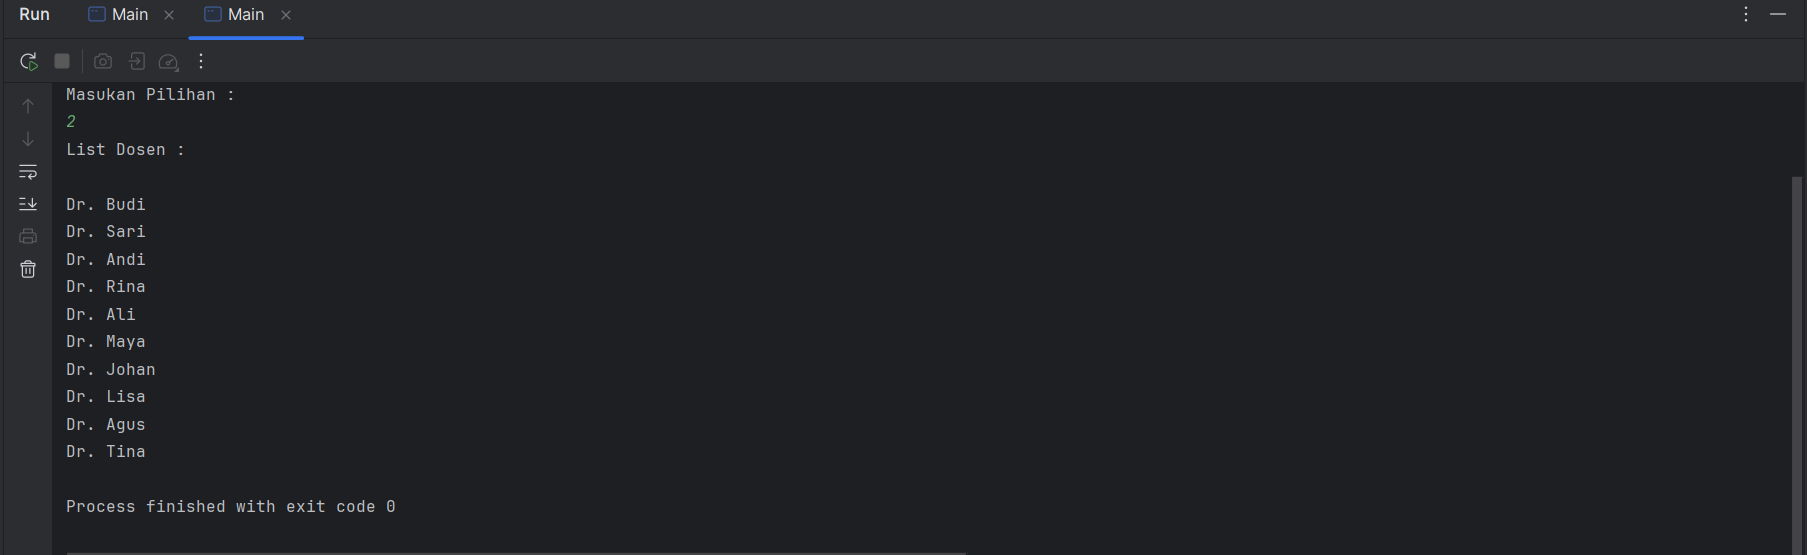 Run Main Main
Masukan Pilihan :
2
List Dosen :
Dr. Budi
Dr. Sari
Dr. Andi
Dr. Rina
Dr. Ali
Dr. Maya
Dr. Johan
Dr. Lisa
Dr. Agus
Dr. Tina
Process finished with exit code 0